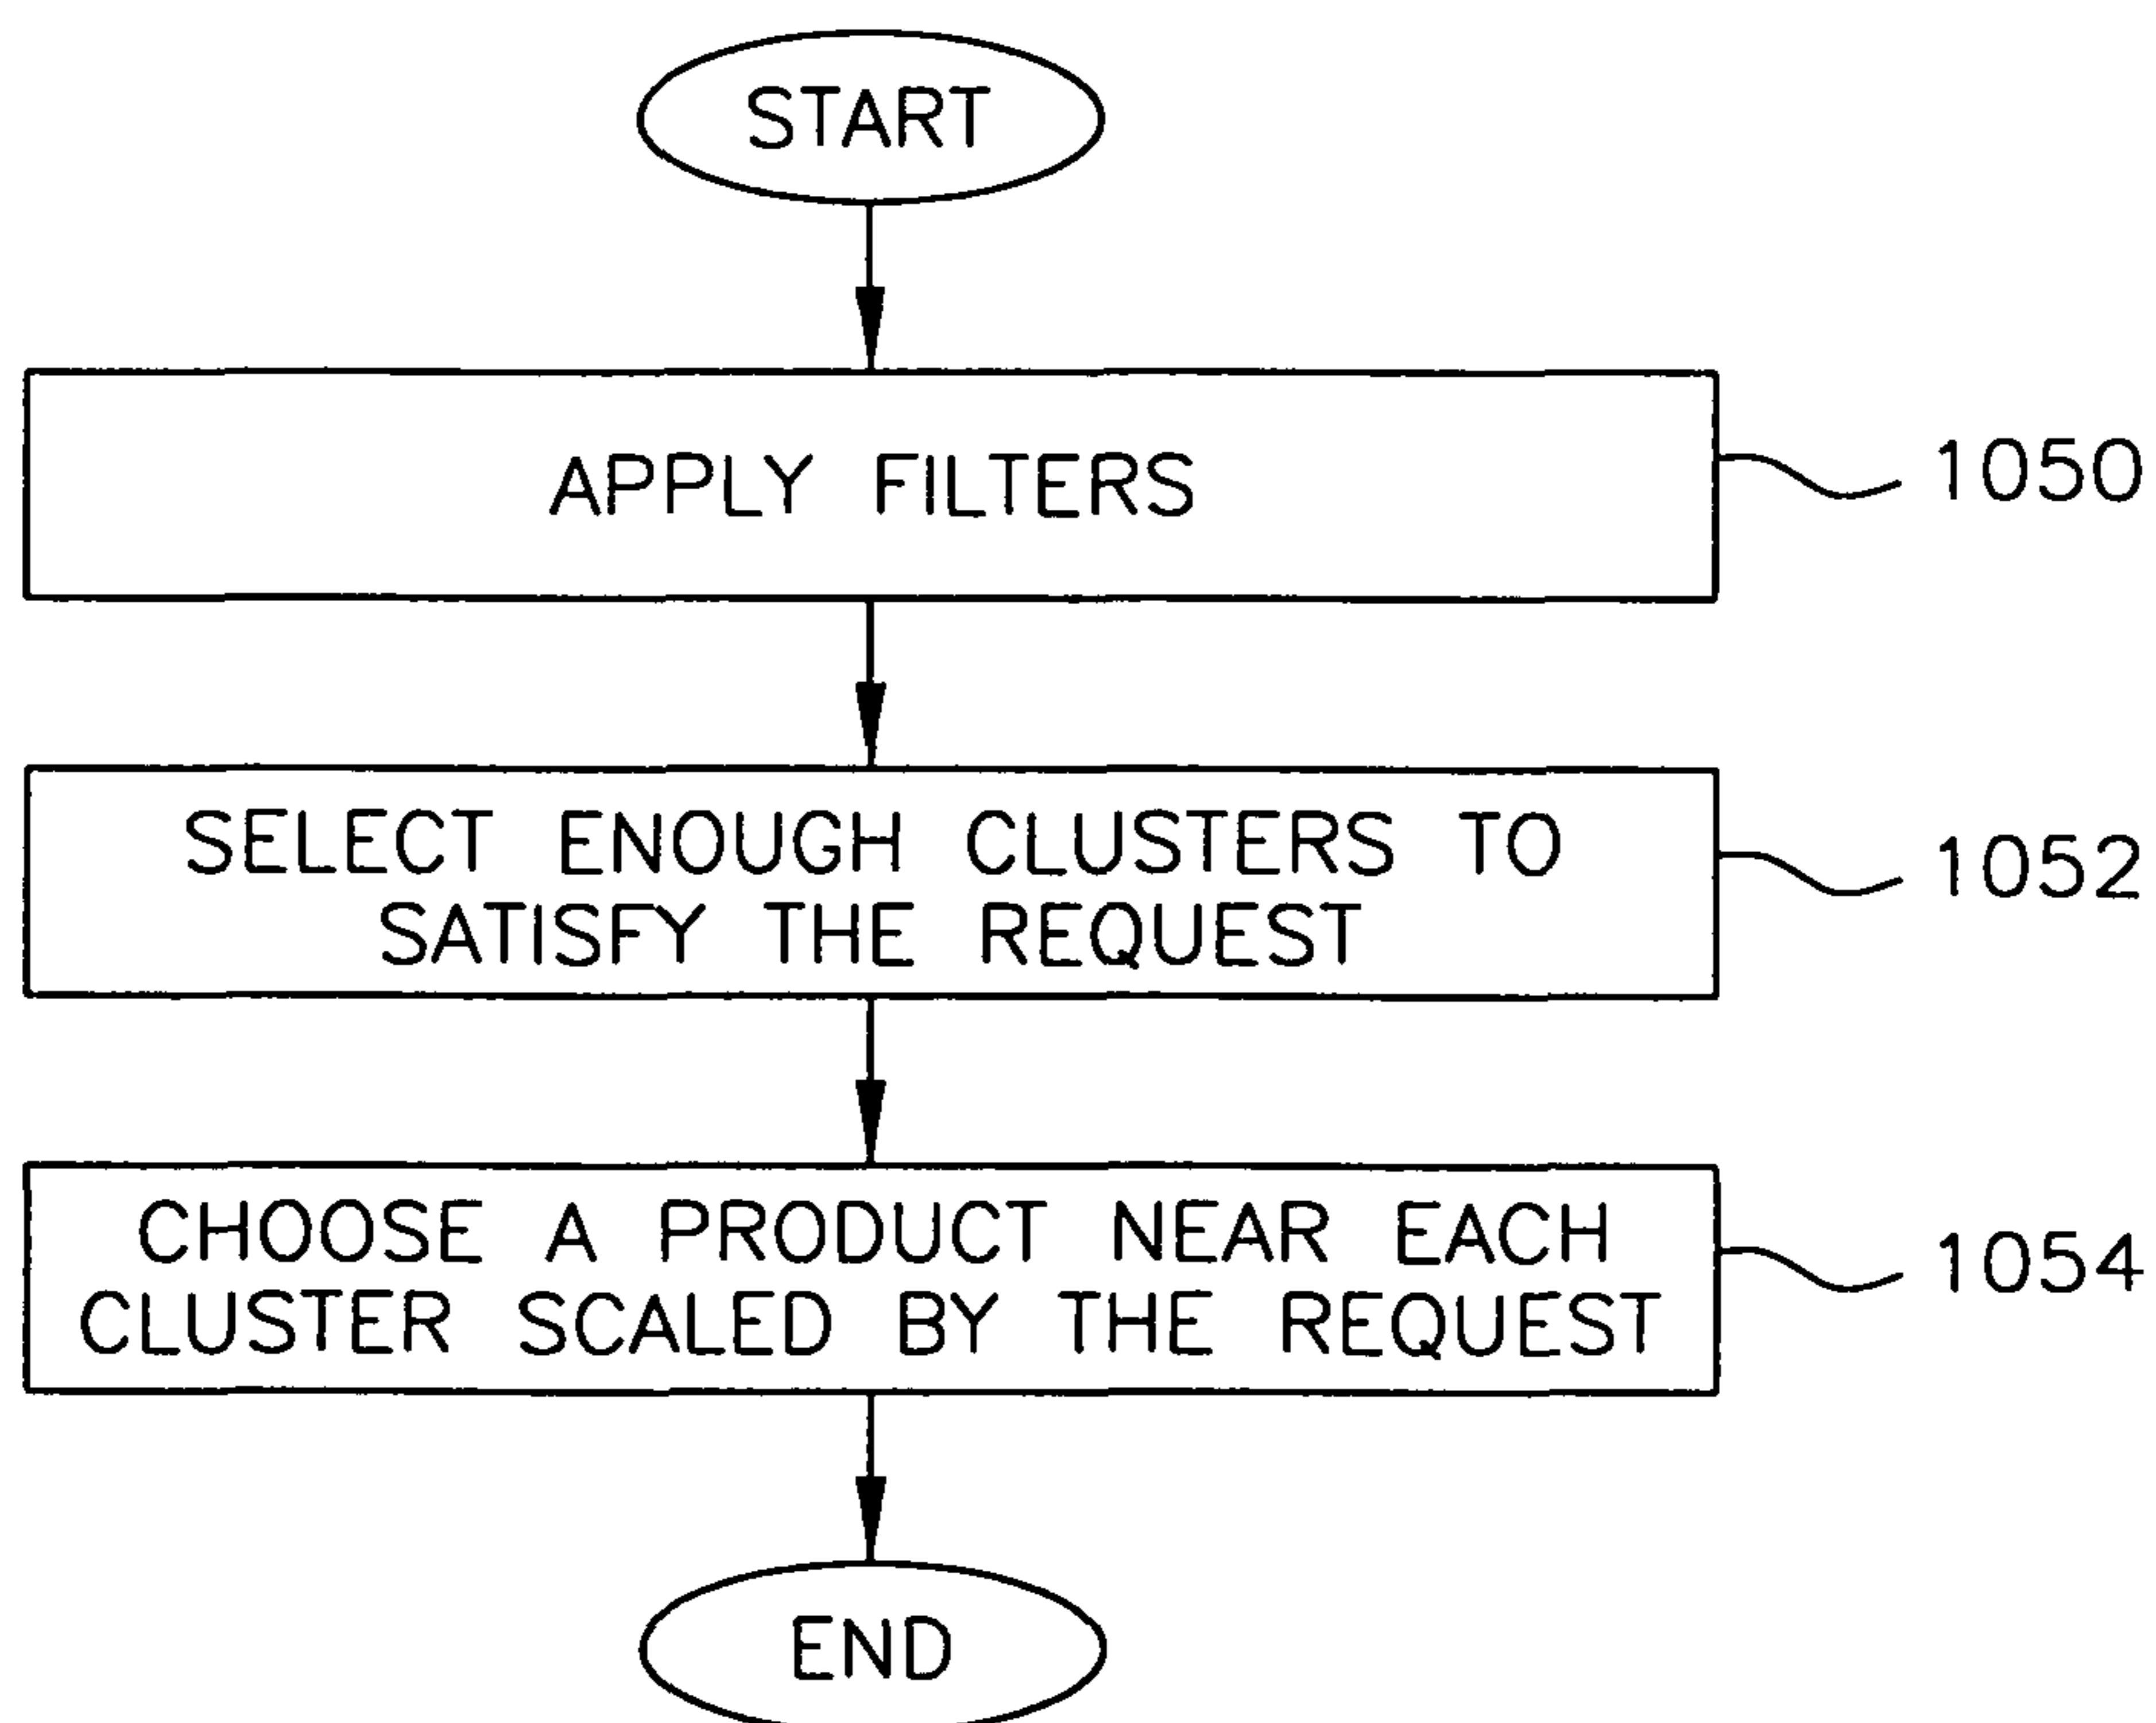 START
APPLY FILTERS
1050
SELECT ENOUGH CLUSTERS TO
SATISFY THE REQUEST
1052
CHOOSE A PRODUCT NEAR EACH
CLUSTER SCALED BY THE REQUEST
1054
END